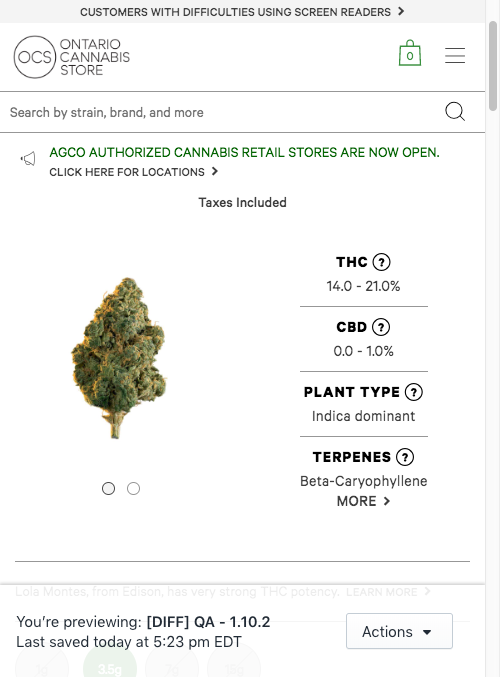 CUSTOMERS WITH DIFFICULTIES USING SCREEN READERS
OCS
ONTARIO
CANNABIS
STORE
0
Search by strain, brand, and more
AGCO AUTHORIZED CANNABIS RETAIL STORES ARE NOW OPEN.
CLICK HERE FOR LOCATIONS
Taxes Included
THC ?
14.0 - 21.0%
CBD ?
0.0 - 1.0%
PLANT TYPE ?
Indica dominant
TERPENES ?
Beta-Caryophyllene
MORE
Lola Montes, from Edison, has very strong THC potency. LEARN MORE
You're previewing: [DIFF] QA - 1.10.2
Last saved today at 5:23 pm EDT
Actions
3.5g